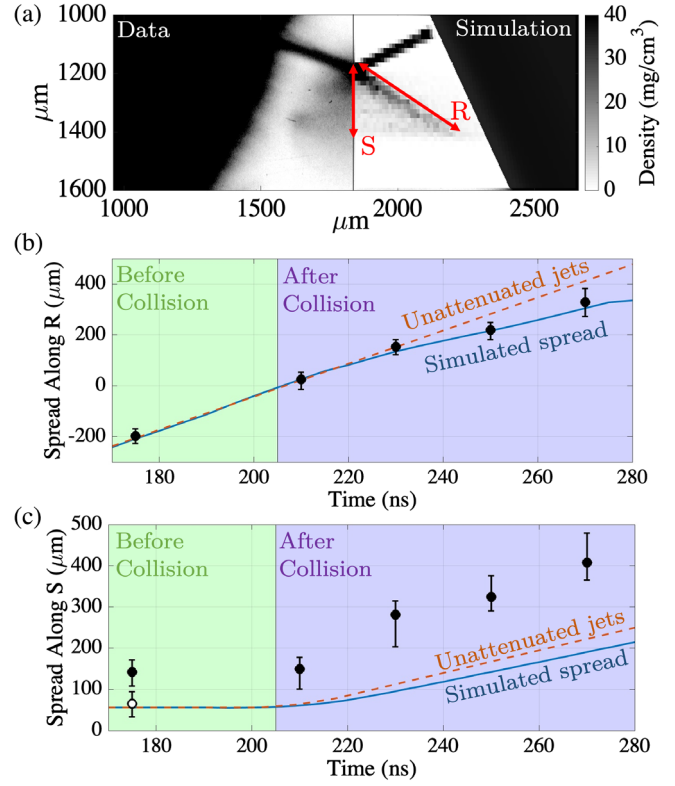 (a)
Data
Simulation
R
S
1000
1200
1400
1600
μm
1000
1500
2000
2500
μm
40
30
20
10
0
Density (mg/cm³)
(b)
Before
Collision
After
Collision
Unattenuated jets
Simulated spread
400
200
0
-200
Spread Along R (μm)
180
200
220
240
260
280
Time (ns)
(c)
Before
Collision
After
Collision
Unattenuated jets
Simulated spread
500
400
300
200
100
0
Spread Along S (μm)
180
200
220
240
260
280
Time (ns)